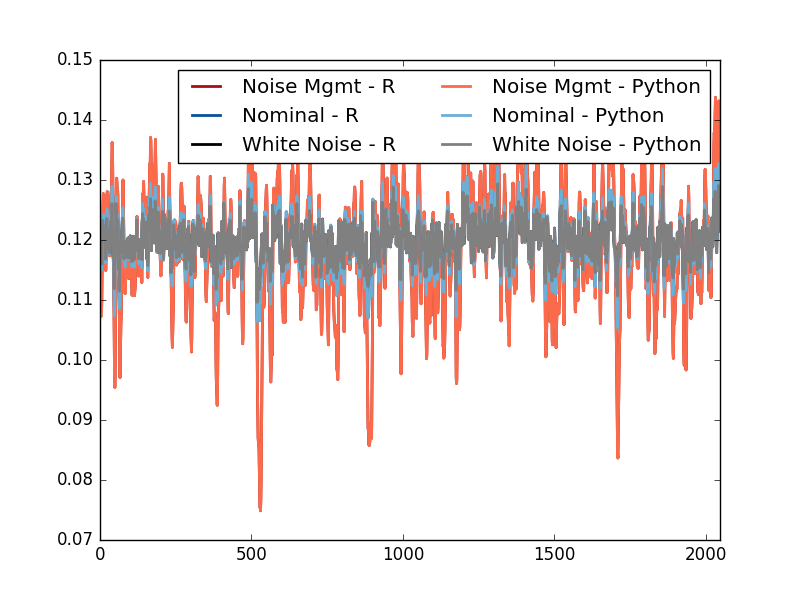 0.15
0.14
0.13
0.12
0.11
0.10
0.09
0.08
0.07
0 500 1000 1500 2000
Noise Mgmt - R Noise Mgmt - Python
Nominal - R Nominal - Python
White Noise - R White Noise - Python